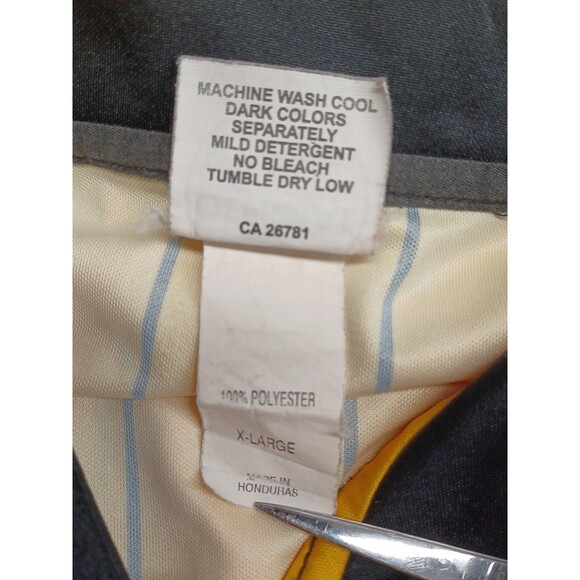 MACHINE WASH COOL
DARK COLORS
SEPARATELY
MILD DETERGENT
NO BLEACH
TUMBLE DRY LOW
CA 26781
100% POLYESTER
X-LARGE
MADE IN
HONDURAS